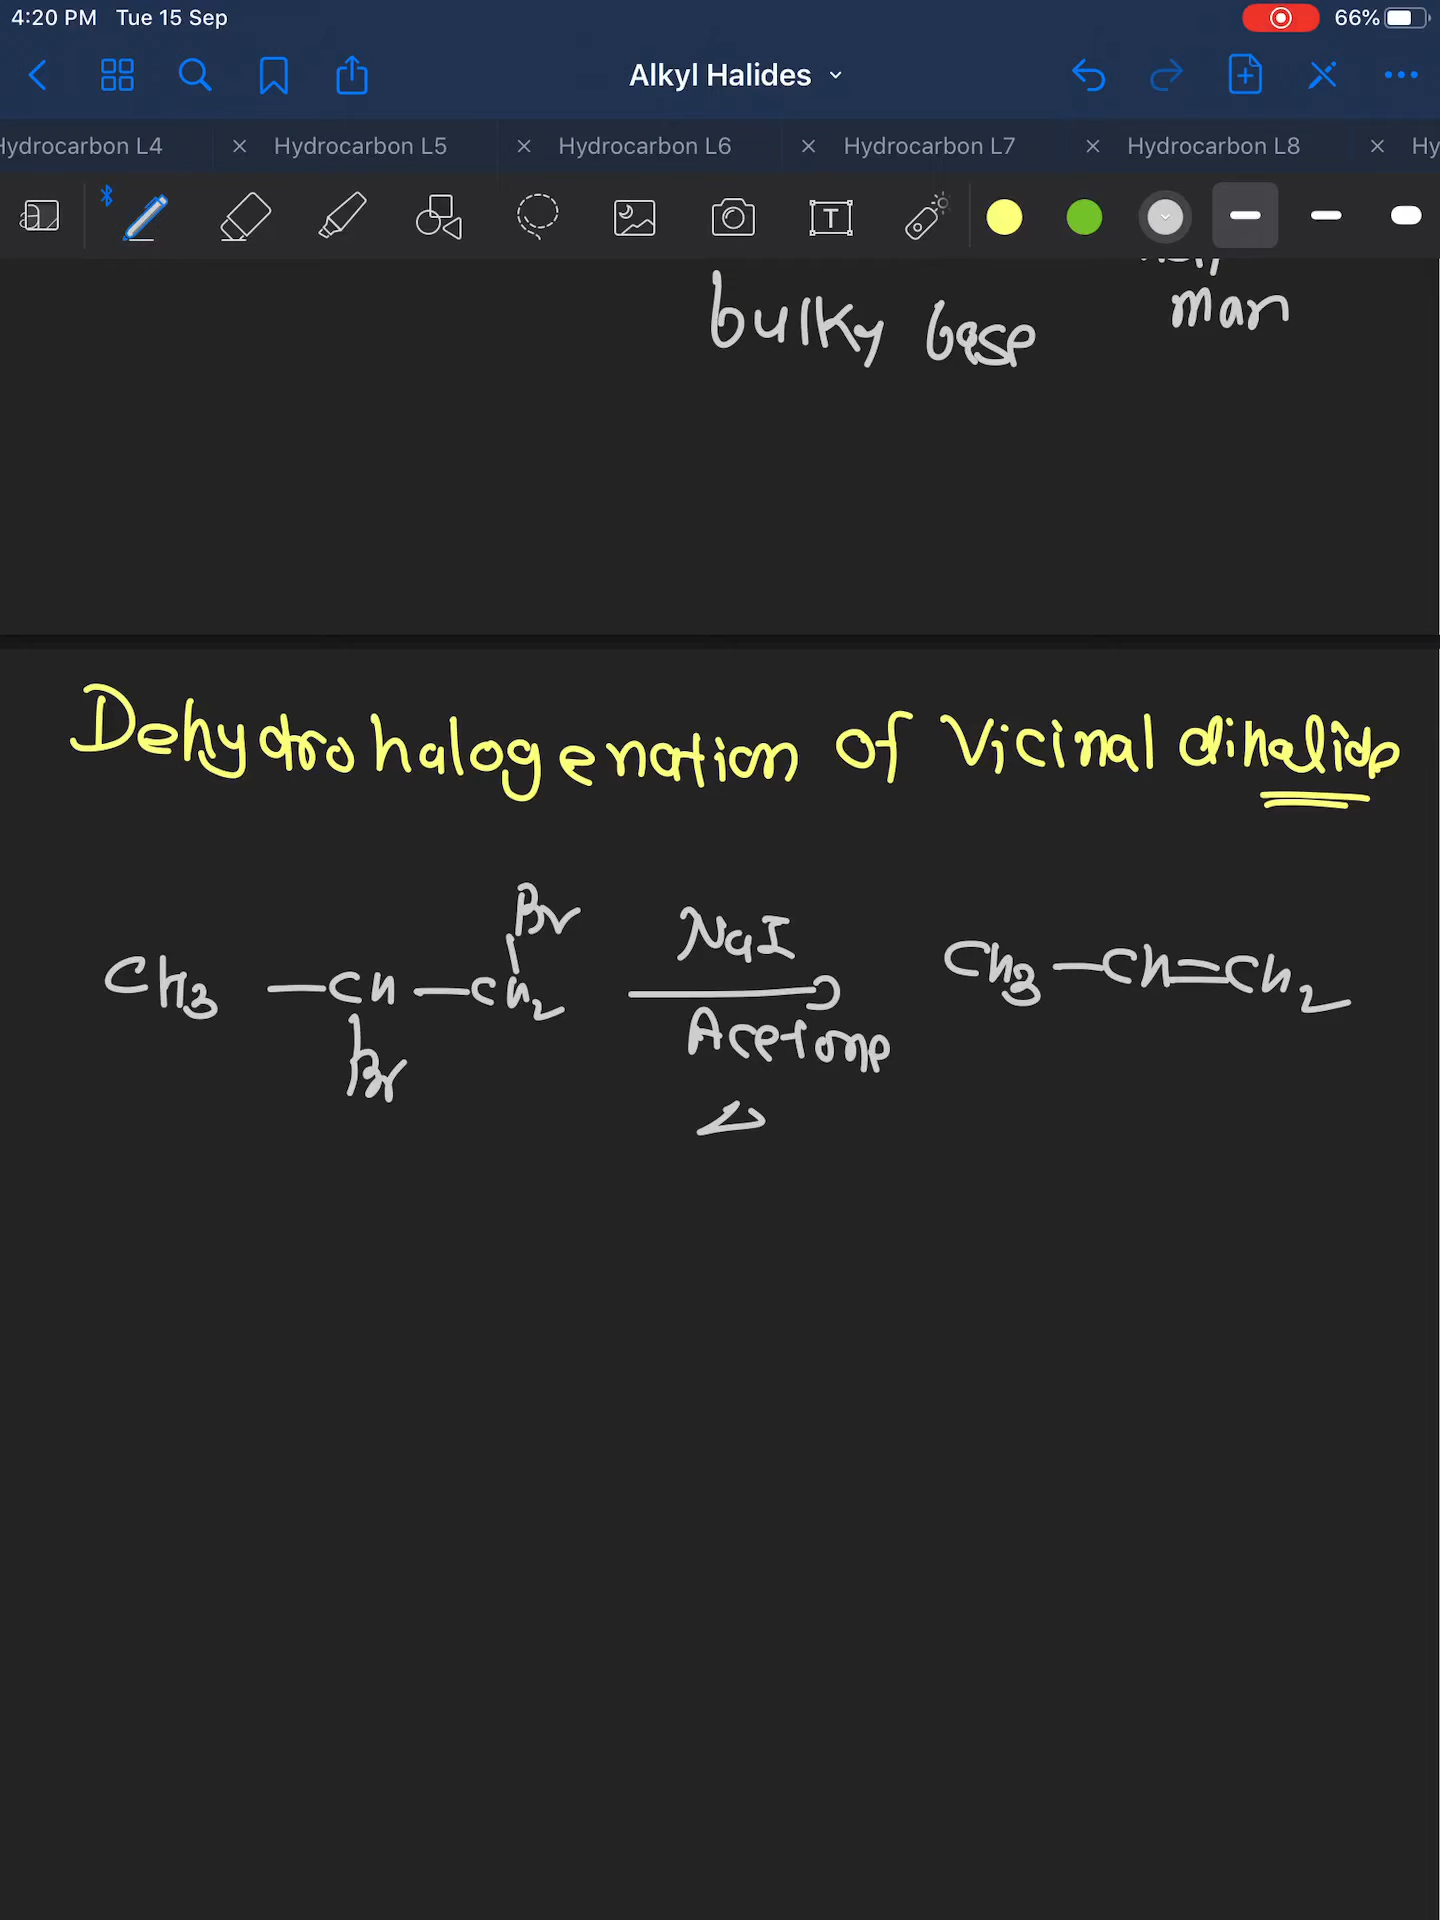 4:20 PM Tue 15 Sep 66%
Alkyl Halides
Hydrocarbon L4 × Hydrocarbon L5 × Hydrocarbon L6 × Hydrocarbon L7 × Hydrocarbon L8 × Hy
T
man
bulky base
Dehydrohalogenation of Vicinal dihalide
Br
NaI
CH3 —CH—CH2 CH3—CH=CH2
Acetone
Br
Δ